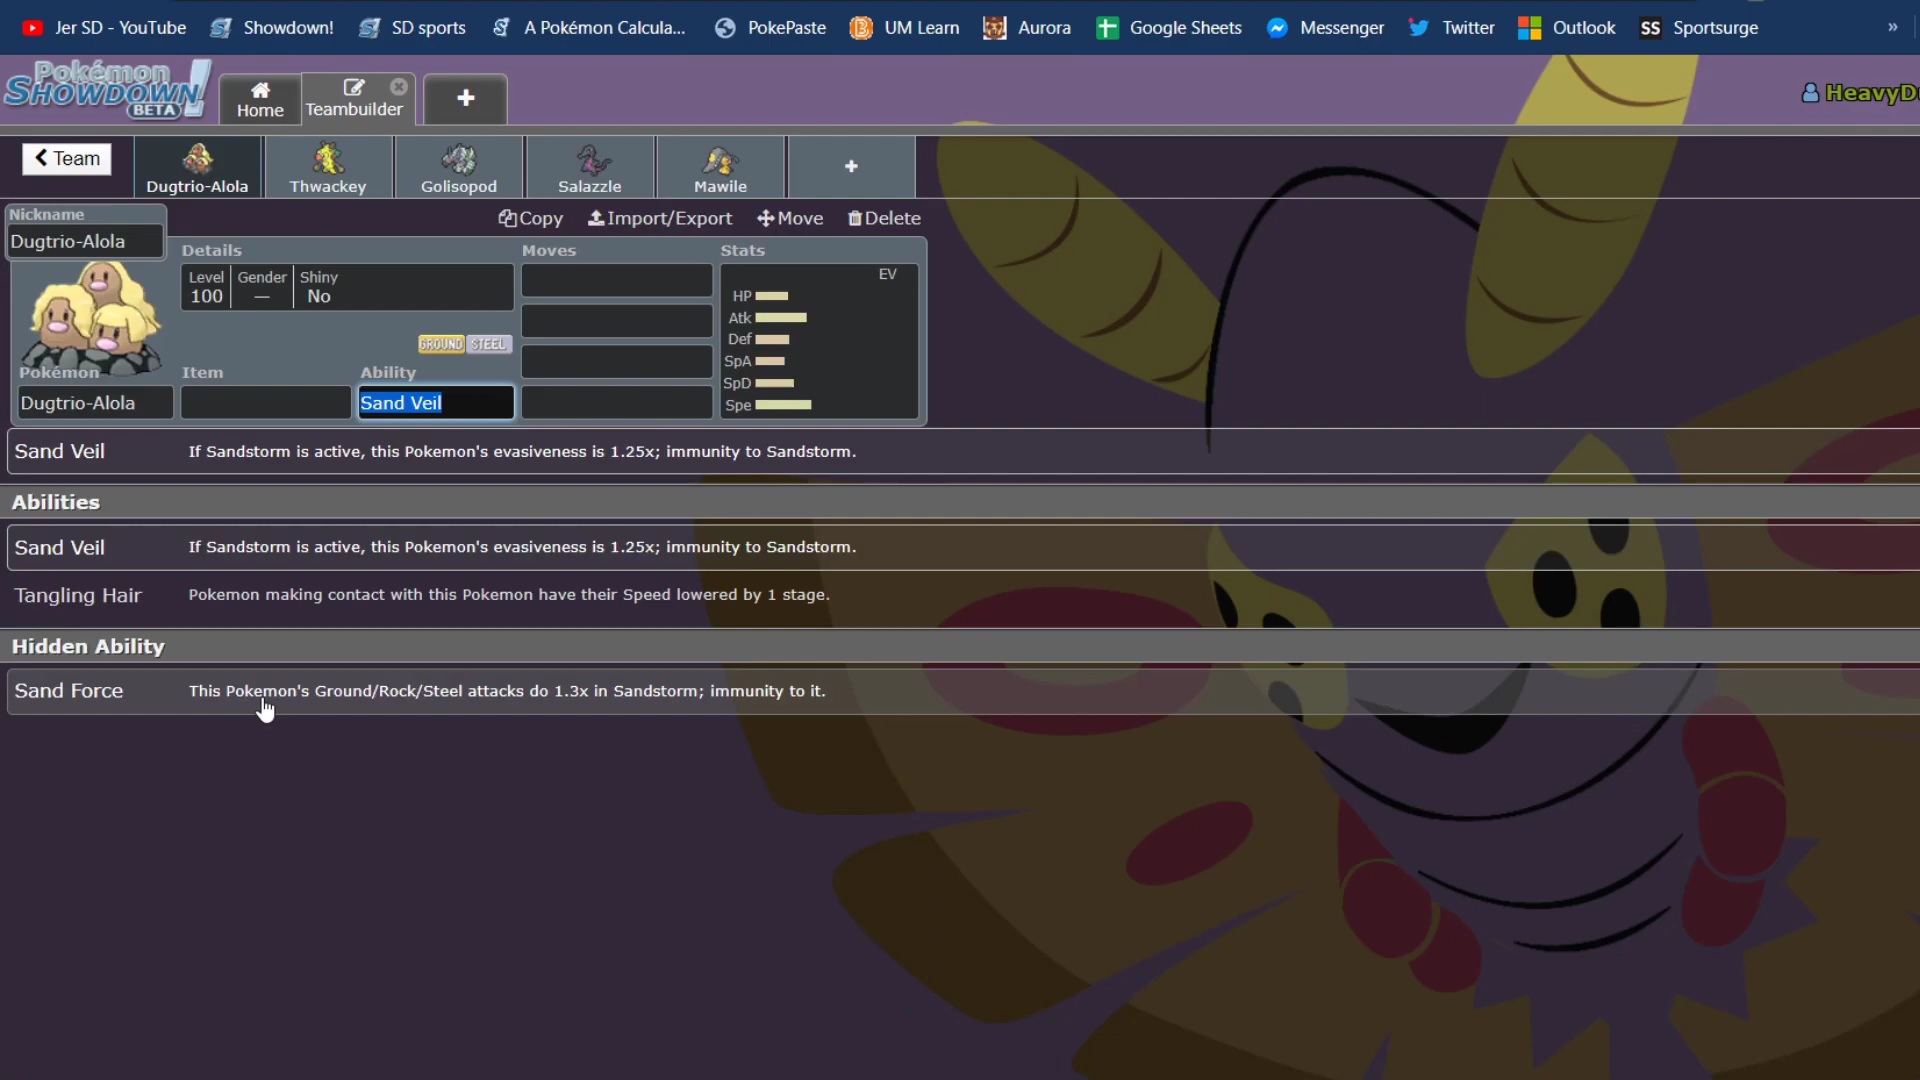 Jer SD - YouTube Showdown! SD sports A Pokémon Calcula... PokePaste UM Learn Aurora Google Sheets Messenger Twitter Outlook SS Sportsurge »
Pokémon
SHOWDOWN!
BETA
Home
Teambuilder
+
HeavyDu
Team
Dugtrio-Alola
Thwackey
Golisopod
Salazzle
Mawile
+
Copy Import/Export Move Delete
Nickname
Dugtrio-Alola
Details
Level Gender Shiny
100 — No
GROUND STEEL
Pokémon
Dugtrio-Alola
Item
Ability
Sand Veil
Moves
Stats
EV
HP
Atk
Def
SpA
SpD
Spe
Sand Veil If Sandstorm is active, this Pokemon's evasiveness is 1.25x; immunity to Sandstorm.
Abilities
Sand Veil If Sandstorm is active, this Pokemon's evasiveness is 1.25x; immunity to Sandstorm.
Tangling Hair Pokemon making contact with this Pokemon have their Speed lowered by 1 stage.
Hidden Ability
Sand Force This Pokemon's Ground/Rock/Steel attacks do 1.3x in Sandstorm; immunity to it.